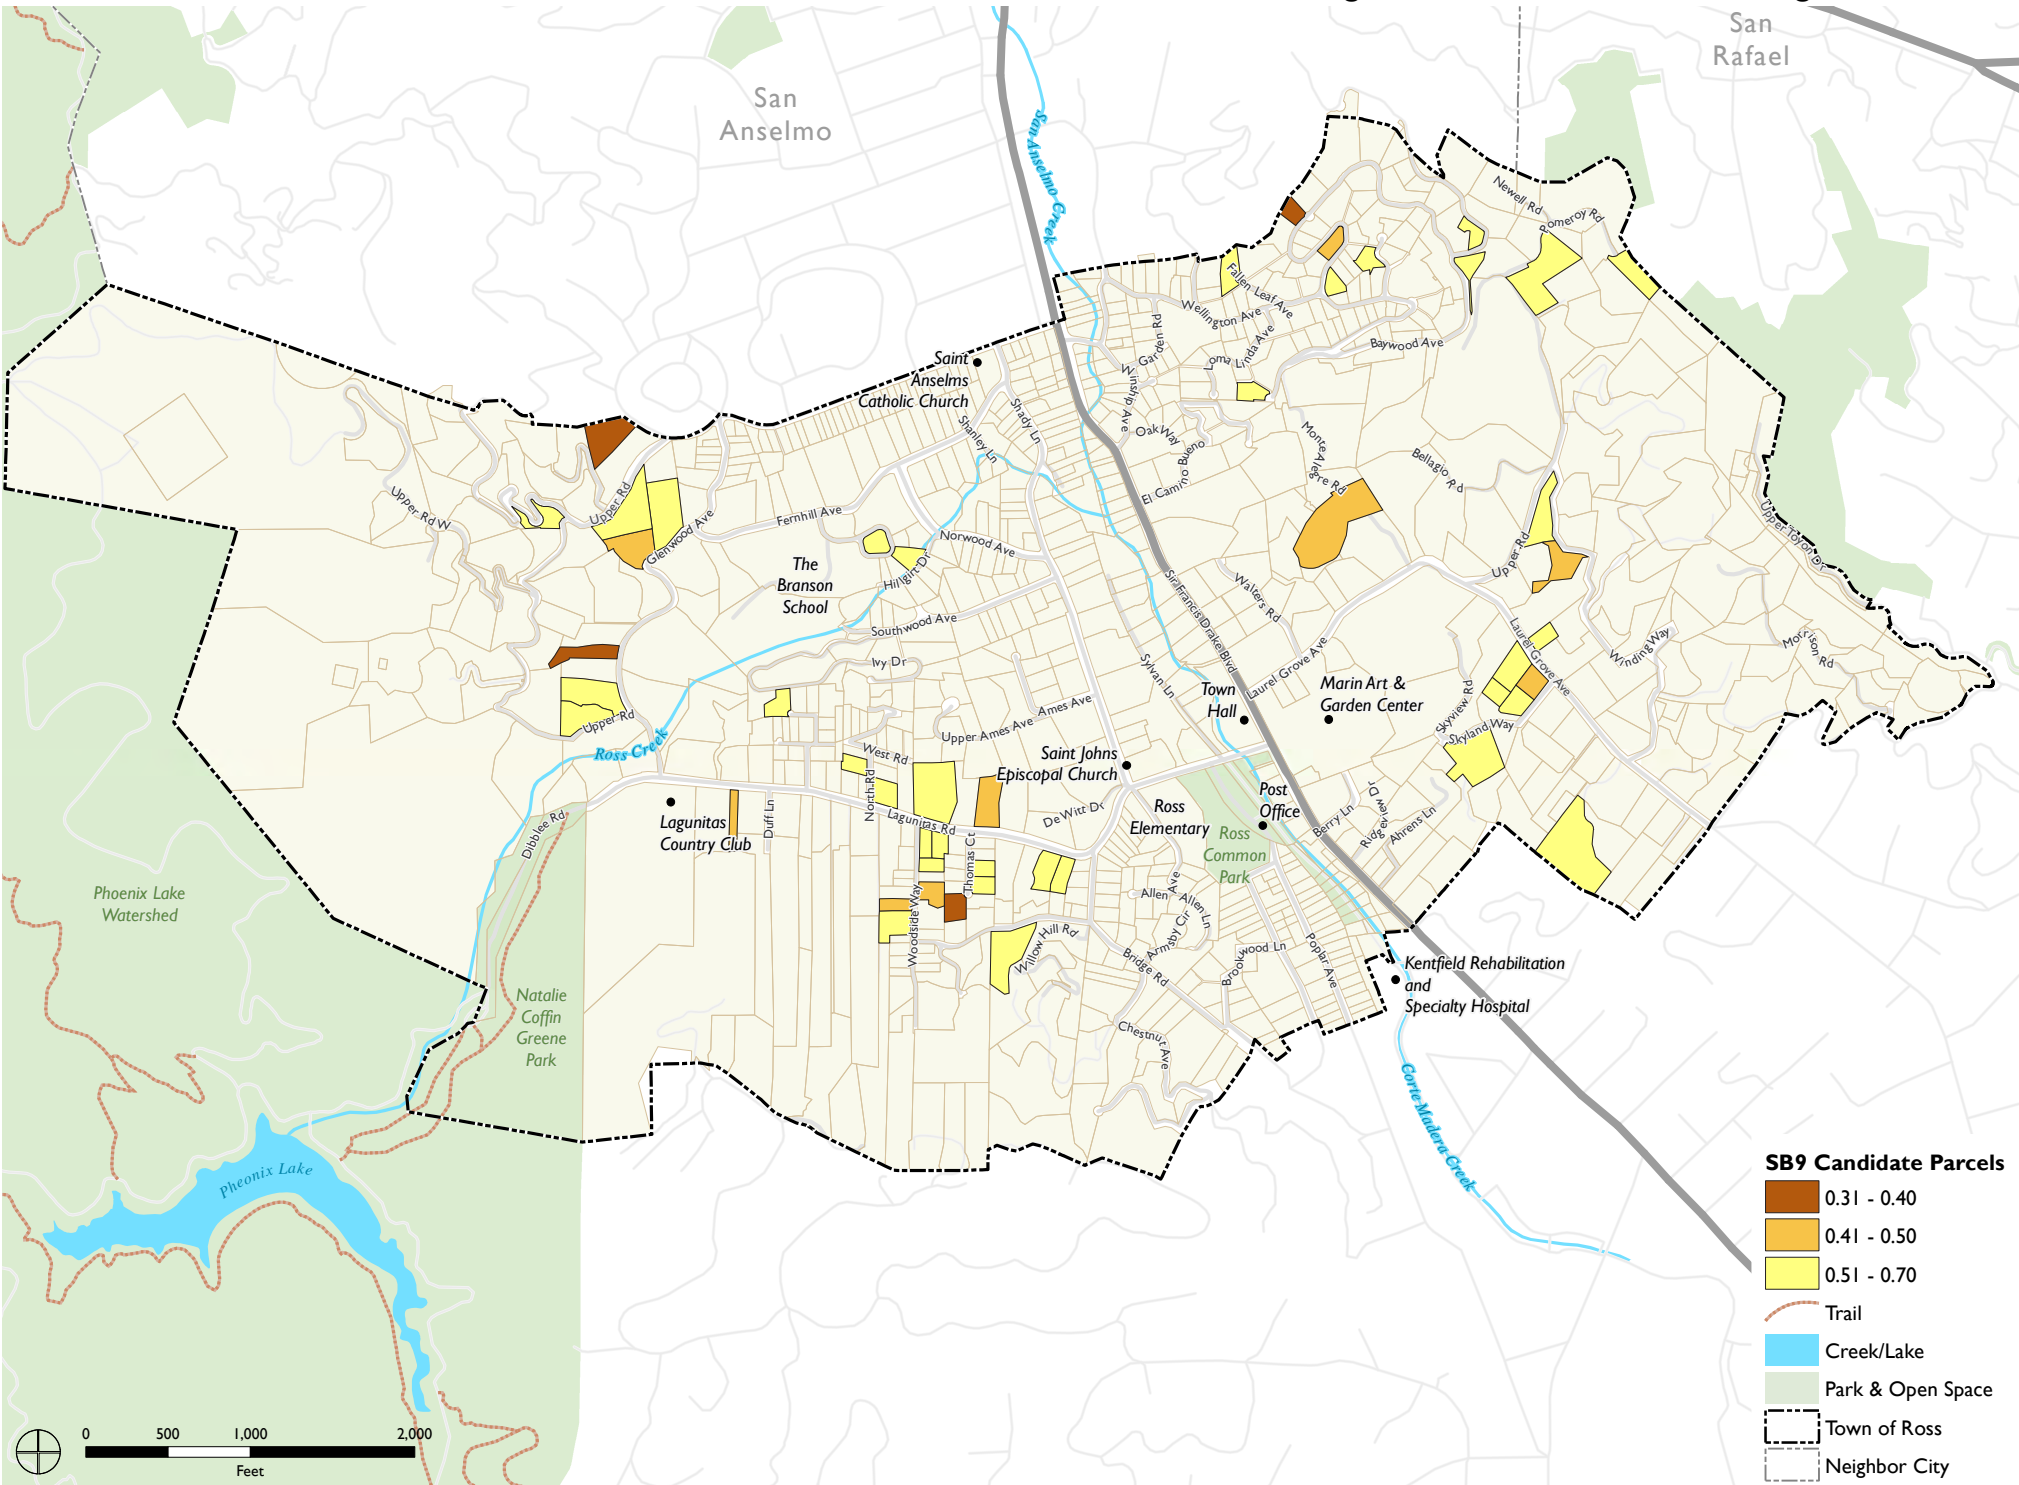 San
Rafael
San
Anselmo
San Anselmo Creek
Newell Rd
Pomeroy Rd
Fallen Leaf Ave
Wellington Ave
Garden Rd
Loma Linda Ave
Baywood Ave
Winship Ave
Saint
Anselms
Catholic Church
Shady Ln
Shanley Ln
Oak Way
El Camino Bueno
Monte Alegre Rd
Bellagio Rd
Upper Rd W
Upper Rd
Glenwood Ave
Fernhill Ave
Norwood Ave
The
Branson
School
Hillgirt Dr
Southwood Ave
Ivy Dr
Sir Francis Drake Blvd
Walters Rd
Laurel Grove Ave
Upper Rd
Upper Toyon Dr
Morrison Rd
Winding Way
Laurel Grove Ave
Skyview Rd
Skyland Way
Sylvan Ln
Town
Hall
Marin Art &
Garden Center
Upper Rd
Ross Creek
Ames Ave
Upper Ames Ave
West Rd
North Rd
Saint Johns
Episcopal Church
Post
Office
De Witt Dr
Ross
Elementary
Ross
Common
Park
Berry Ln
Ridgeview Dr
Ahrens Ln
Lagunitas
Country Club
Duff Ln
Lagunitas Rd
Thomas Ct
Dibblee Rd
Woodside Way
Willow Hill Rd
Allen Ave
Allen Ln
Armsby Cir
Bridge Rd
Brookwood Ln
Poplar Ave
Chestnut Ave
Phoenix Lake
Watershed
Natalie
Coffin
Greene
Park
Kentfield Rehabilitation
and
Specialty Hospital
Corte Madera Creek
Pheonix Lake
SB9 Candidate Parcels
0.31 - 0.40
0.41 - 0.50
0.51 - 0.70
Trail
Creek/Lake
Park & Open Space
Town of Ross
Neighbor City
0 500 1,000 2,000
Feet